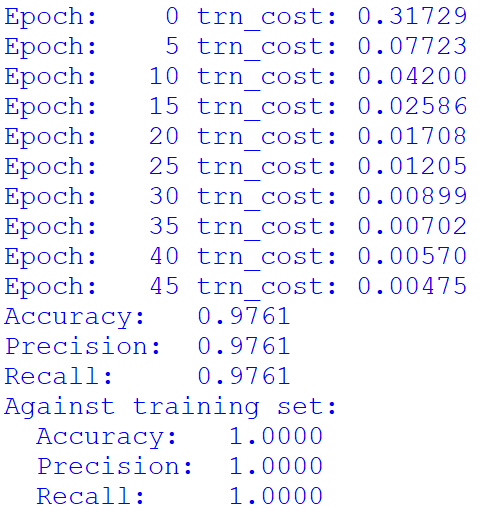 Epoch:    0 trn_cost: 0.31729
Epoch:    5 trn_cost: 0.07723
Epoch:   10 trn_cost: 0.04200
Epoch:   15 trn_cost: 0.02586
Epoch:   20 trn_cost: 0.01708
Epoch:   25 trn_cost: 0.01205
Epoch:   30 trn_cost: 0.00899
Epoch:   35 trn_cost: 0.00702
Epoch:   40 trn_cost: 0.00570
Epoch:   45 trn_cost: 0.00475
Accuracy:   0.9761
Precision:  0.9761
Recall:     0.9761
Against training set:
  Accuracy:   1.0000
  Precision:  1.0000
  Recall:     1.0000